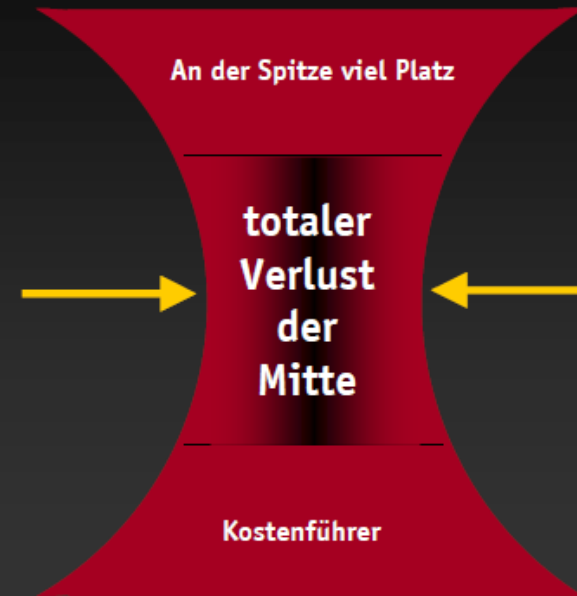 An der Spitze viel Platz
totaler
Verlust
der
Mitte
Kostenführer